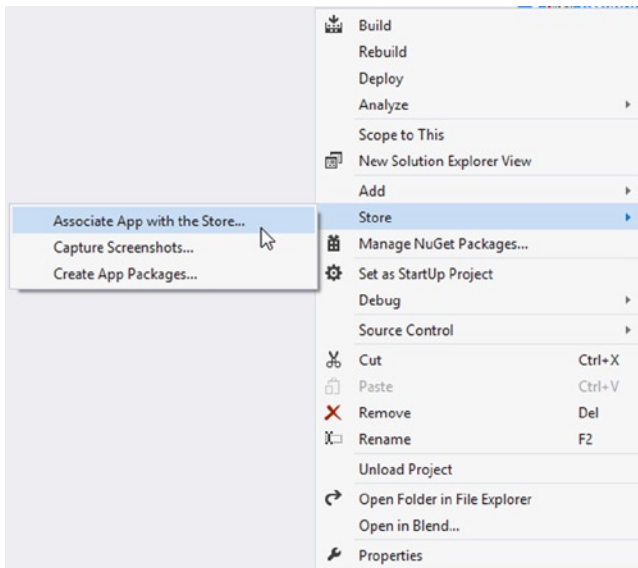 Build
Rebuild
Deploy
Analyze
Scope to This
New Solution Explorer View
Add
Store
Associate App with the Store...
Capture Screenshots...
Create App Packages...
Manage NuGet Packages...
Set as StartUp Project
Debug
Source Control
Cut Ctrl+X
Paste Ctrl+V
Remove Del
Rename F2
Unload Project
Open Folder in File Explorer
Open in Blend...
Properties